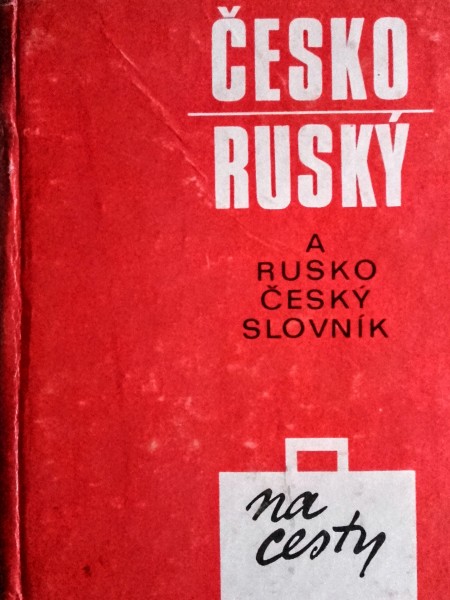 ČESKO
RUSKÝ
A
RUSKO
ČESKÝ
SLOVNÍK
na
cesty